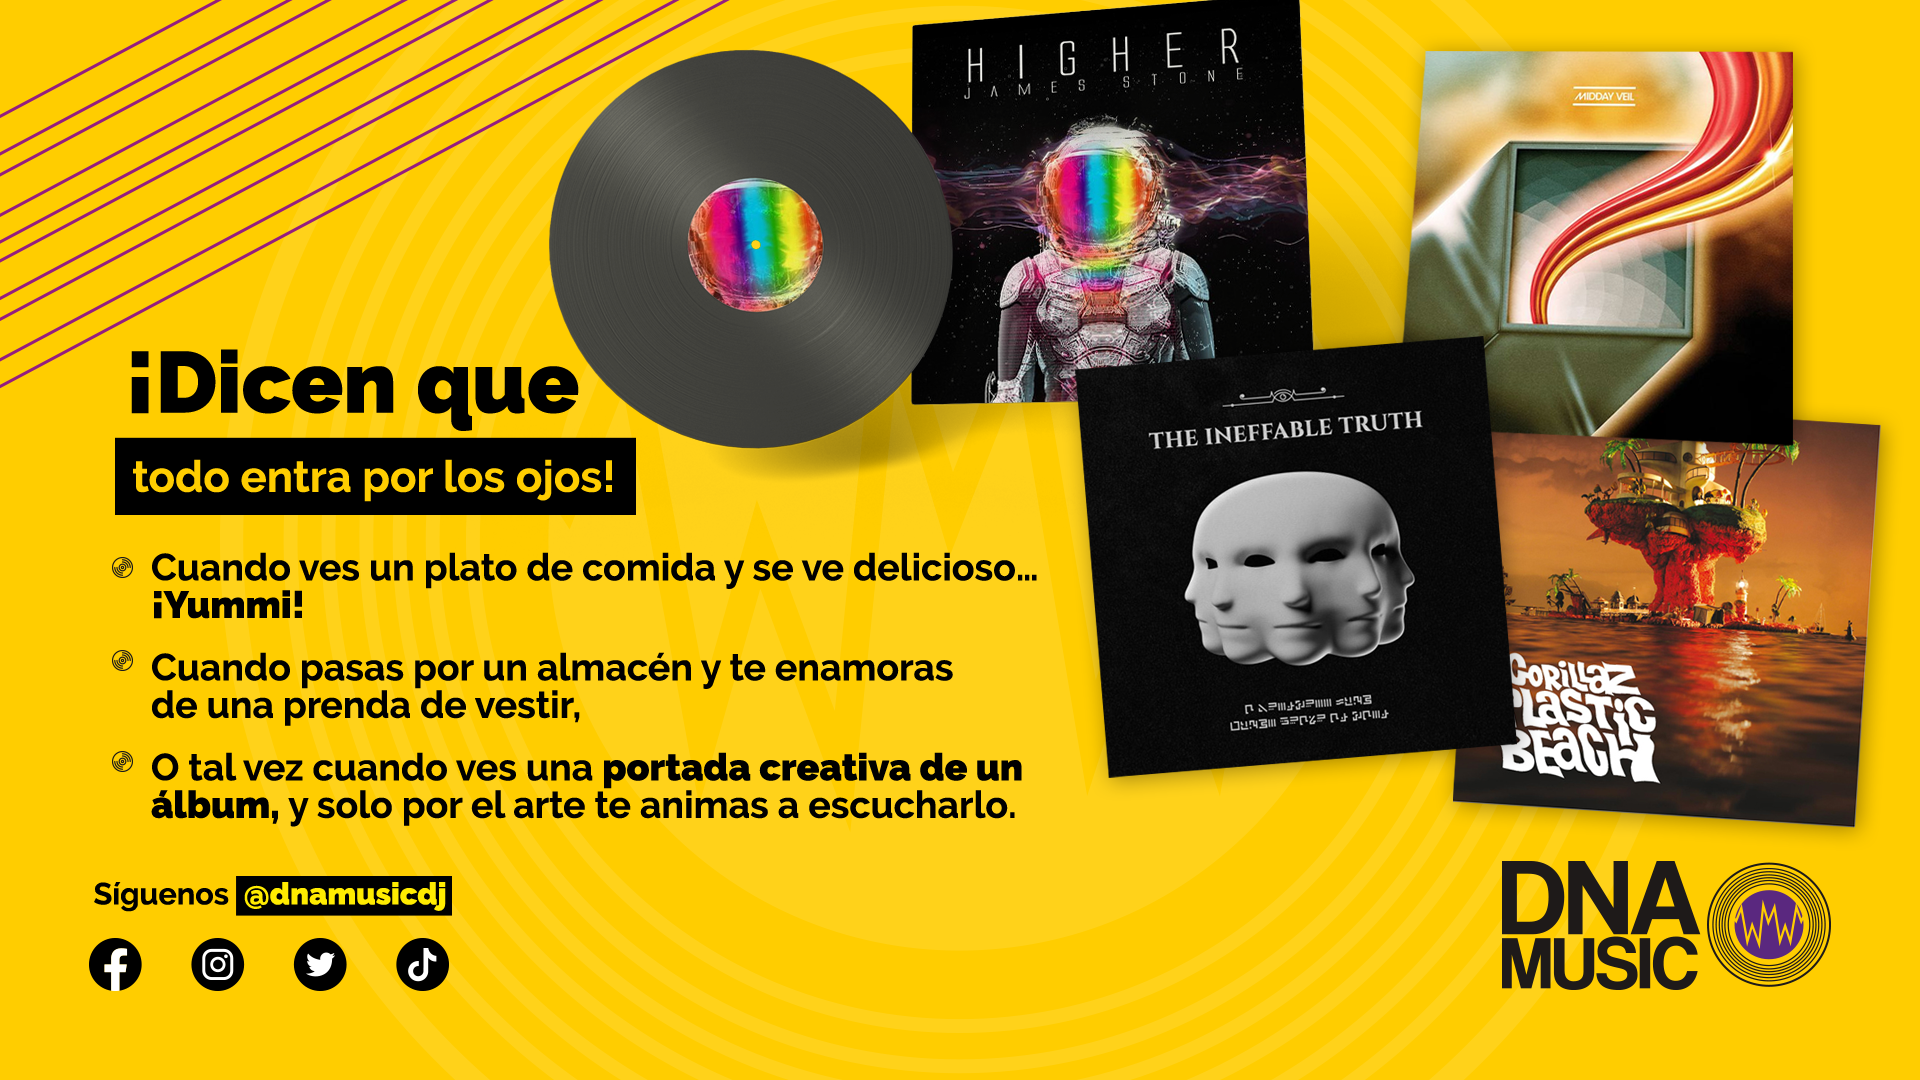 HIGHER
JAMES STONE
MIDDAY VEIL
¡Dicen que
todo entra por los ojos!
THE INEFFABLE TRUTH
Cuando ves un plato de comida y se ve delicioso...
¡Yummi!
Cuando pasas por un almacén y te enamoras
de una prenda de vestir,
O tal vez cuando ves una portada creativa de un
álbum, y solo por el arte te animas a escucharlo.
GORILLAZ
PLASTIC
BEACH
Síguenos @dnamusicdj
DNA
MUSIC